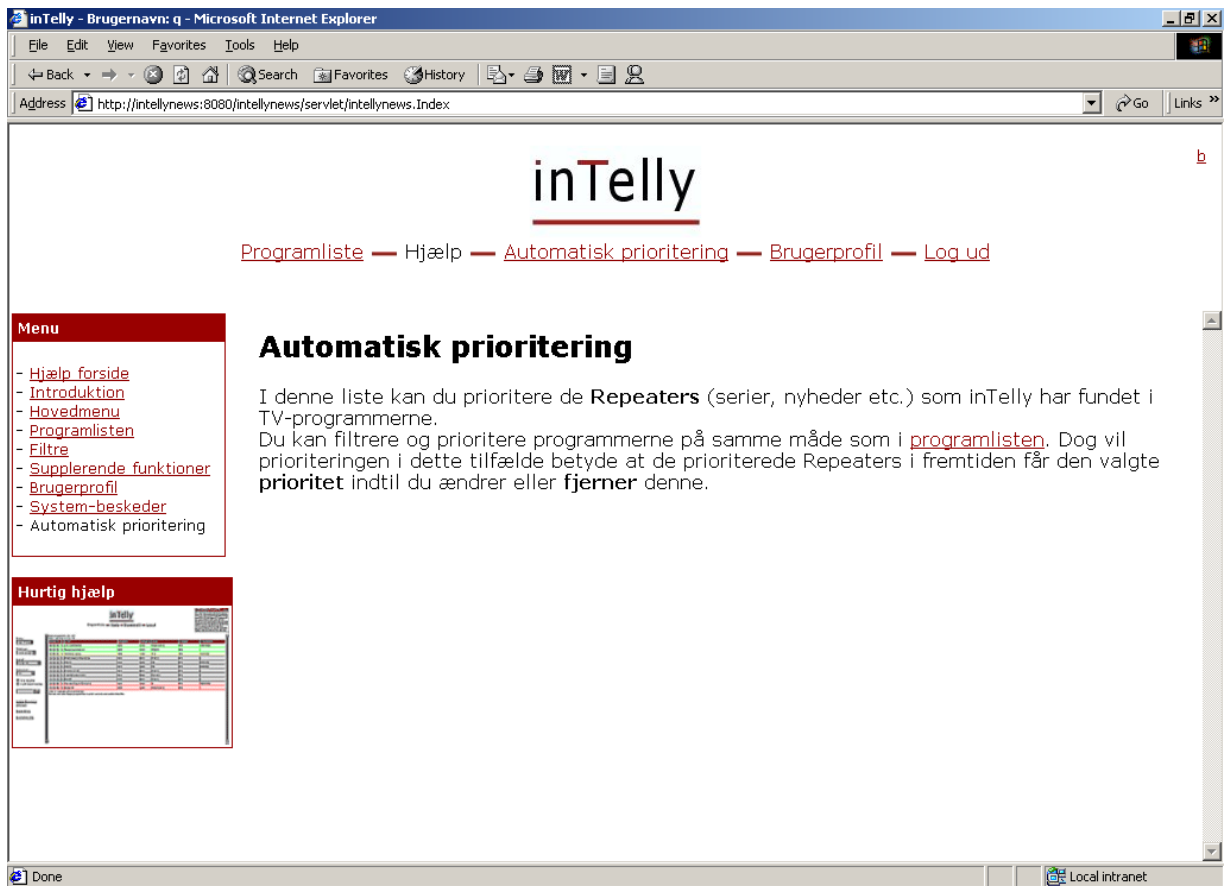 inTelly - Brugernavn: q - Microsoft Internet Explorer
File Edit View Favorites Tools Help
Back Search Favorites History
Address http://intellynews:8080/intellynews/servlet/intellynews.Index Go Links »
b
inTelly
Programliste — Hjælp — Automatisk prioritering — Brugerprofil — Log ud
Menu
- Hjælp forside
- Introduktion
- Hovedmenu
- Programlisten
- Filtre
- Supplerende funktioner
- Brugerprofil
- System-beskeder
- Automatisk prioritering
Hurtig hjælp
inTelly
Automatisk prioritering
I denne liste kan du prioritere de Repeaters (serier, nyheder etc.) som inTelly har fundet i
TV-programmerne.
Du kan filtrere og prioritere programmerne på samme måde som i programlisten. Dog vil
prioriteringen i dette tilfælde betyde at de prioriterede Repeaters i fremtiden får den valgte
prioritet indtil du ændrer eller fjerner denne.
Done
Local intranet